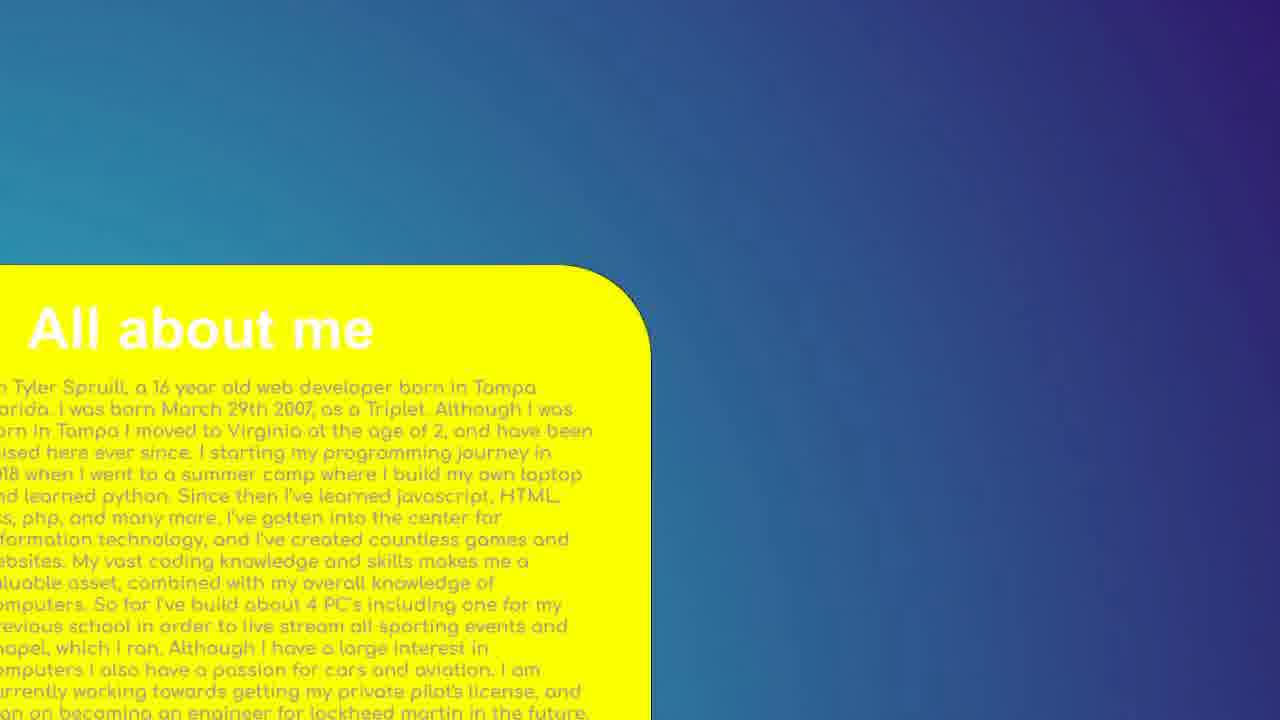 All about me
n Tyler Spruill, a 16 year old web developer born in Tampa
orida. I was born March 29th 2007, as a Triplet. Although I was
orn in Tampa I moved to Virginia at the age of 2, and have been
ised here ever since. I starting my programming journey in
018 when I went to a summer camp where I build my own laptop
nd learned python. Since then I've learned javascript, HTML,
ss, php, and many more, I've gotten into the center for
formation technology, and I've created countless games and
ebsites. My vast coding knowledge and skills makes me a
aluable asset, combined with my overall knowledge of
omputers. So far I've build about 4 PC's including one for my
revious school in order to live stream all sporting events and
hapel, which I ran. Although I have a large interest in
omputers I also have a passion for cars and aviation. I am
urrently working towards getting my private pilot's license, and
an on becoming an engineer for lockheed martin in the future.